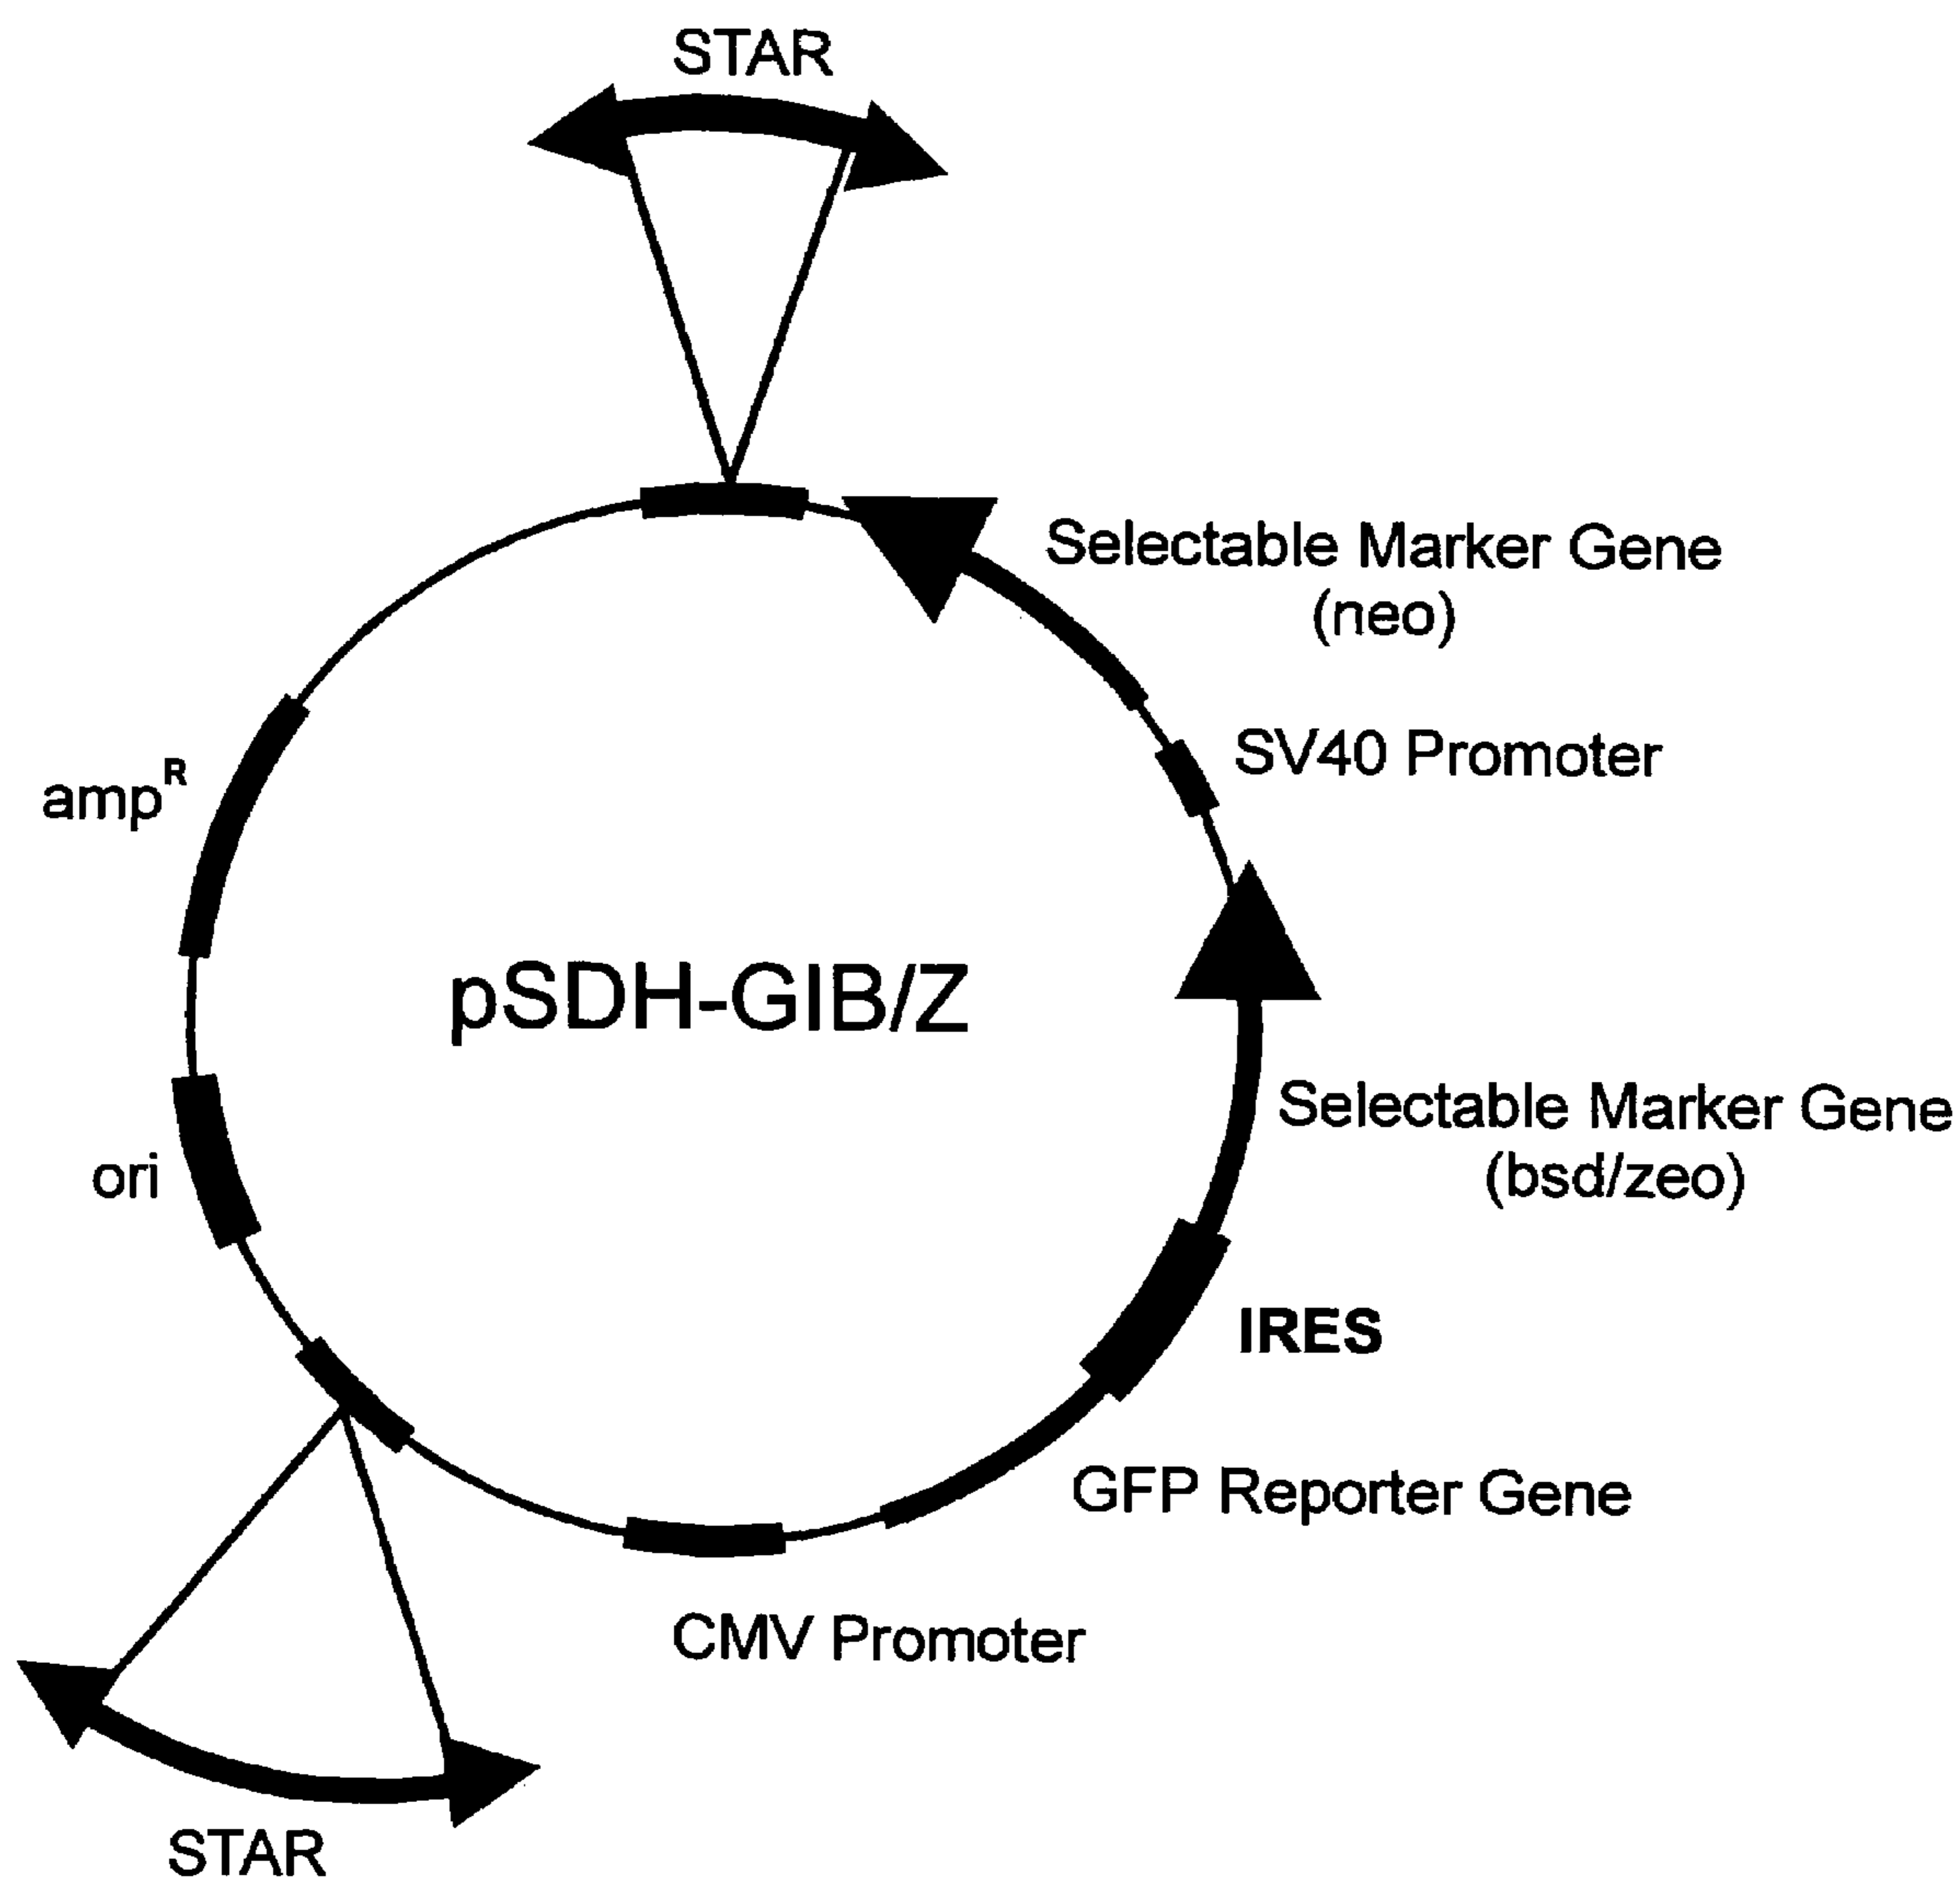 STAR
Selectable Marker Gene
(neo)
SV40 Promoter
amp^R
pSDH-GIB/Z
Selectable Marker Gene
(bsd/zeo)
ori
IRES
GFP Reporter Gene
CMV Promoter
STAR